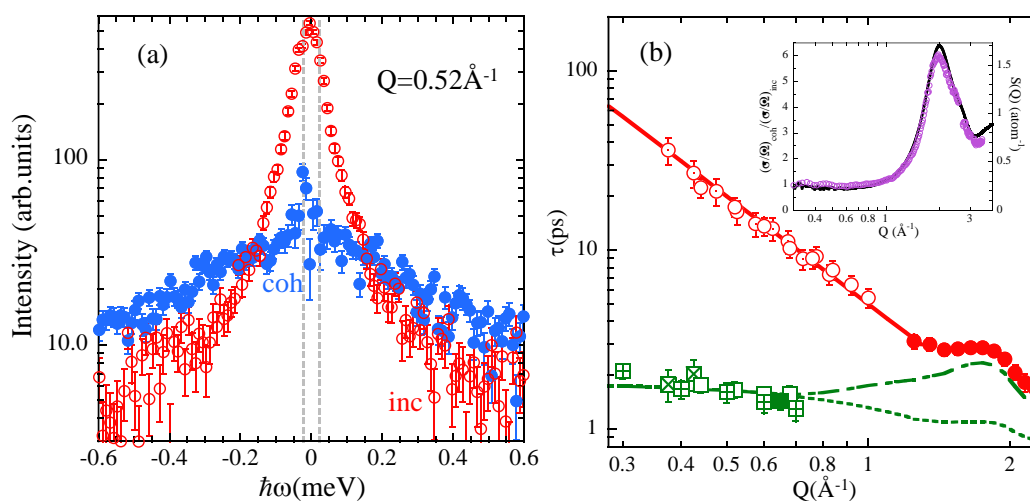 (a)
Q=0.52Å-1
Intensity (arb.units)
100
10.0
coh
inc
-0.6
-0.4
-0.2
0
0.2
0.4
0.6
ħω(meV)
(b)
τ(ps)
100
10
1
0.3
0.4
0.5
0.6
0.8
1
2
Q(Å-1)
(σ/Ω)coh/(σ/Ω)inc
6
5
4
3
2
1
0
0.4
0.6
0.8
1
3
Q (Å-1)
1.5
1
0.5
0
S(Q) (atom-1)